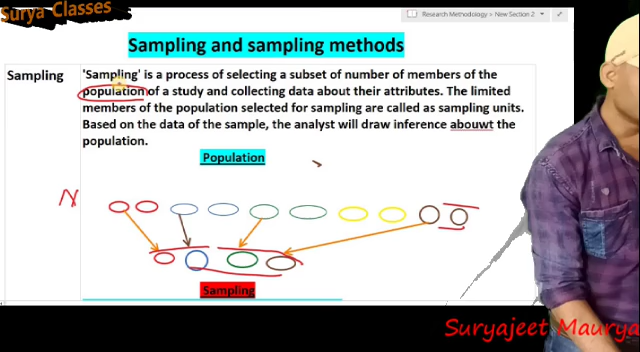 Surya Classes
Research Methodology > New Section 2
Sampling and sampling methods
Sampling
'Sampling' is a process of selecting a subset of number of members of the
population of a study and collecting data about their attributes. The limited
members of the population selected for sampling are called as sampling units.
Based on the data of the sample, the analyst will draw inference abouwt the
population.
Population
N
Sampling
Suryajeet Maurya